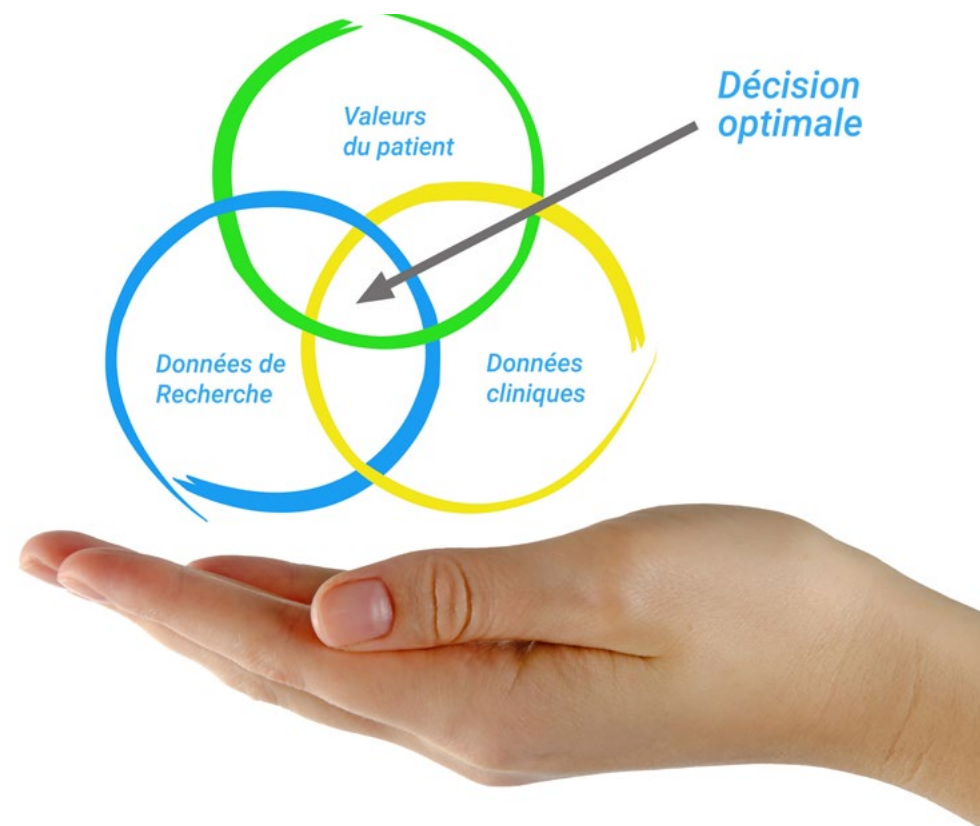 Décision
optimale
Valeurs
du patient
Données de
Recherche
Données
cliniques